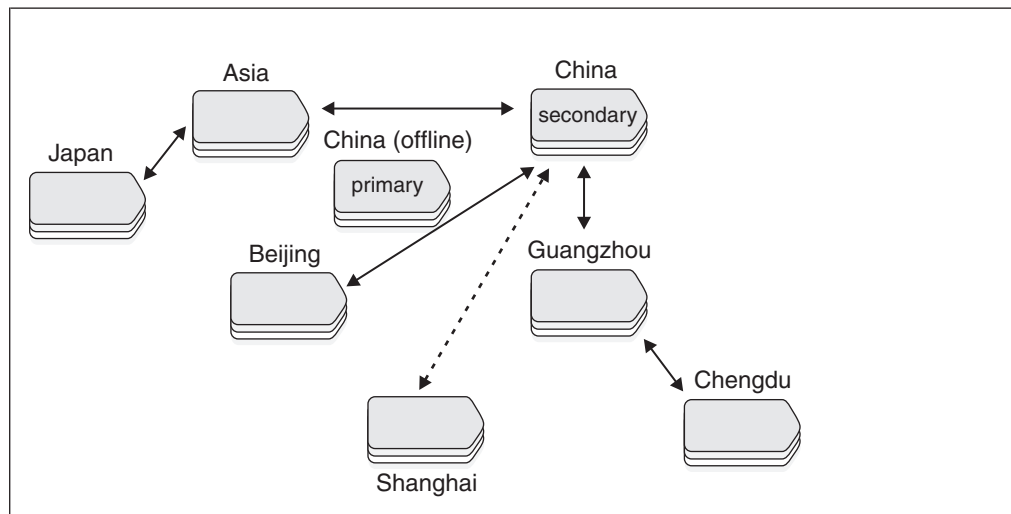 Asia
China
secondary
China (offline)
primary
Japan
Beijing
Guangzhou
Chengdu
Shanghai